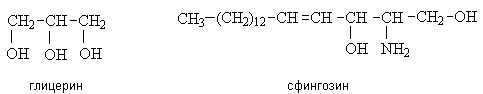 CH₂–CH–CH₂
OH OH OH
глицерин
CH₃–(CH₂)₁₂–CH=CH–CH–CH–CH₂–OH
OH NH₂
сфингозин